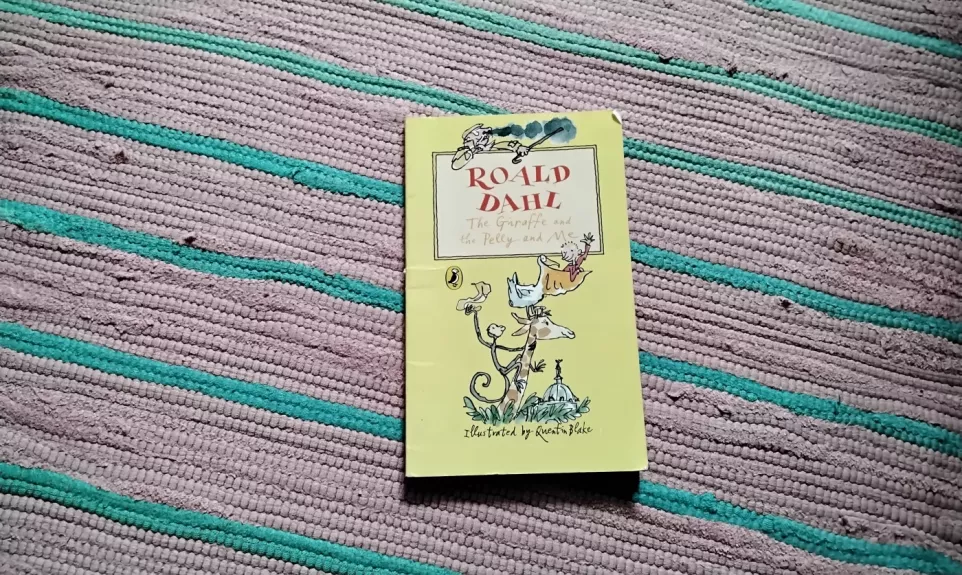 ROALD
DAHL
The Giraffe and
the Pelly and Me
Illustrated by Quentin Blake